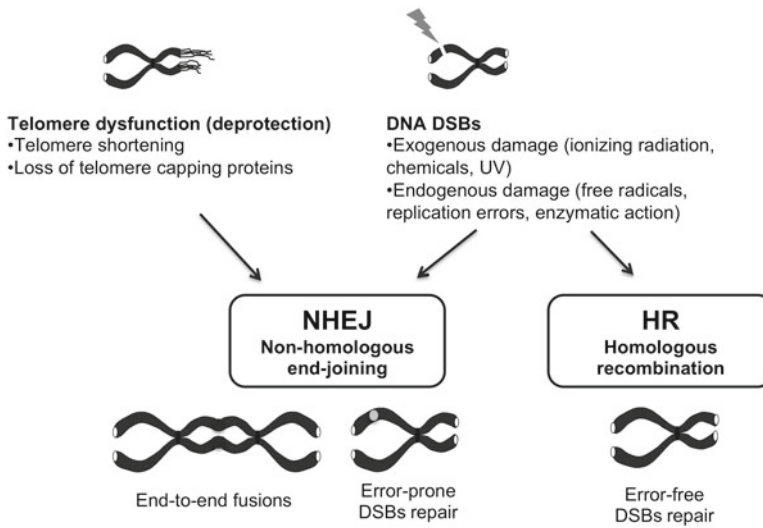 Telomere dysfunction (deprotection)
•Telomere shortening
•Loss of telomere capping proteins
DNA DSBs
•Exogenous damage (ionizing radiation,
chemicals, UV)
•Endogenous damage (free radicals,
replication errors, enzymatic action)
NHEJ
Non-homologous
end-joining
HR
Homologous
recombination
End-to-end fusions
Error-prone
DSBs repair
Error-free
DSBs repair